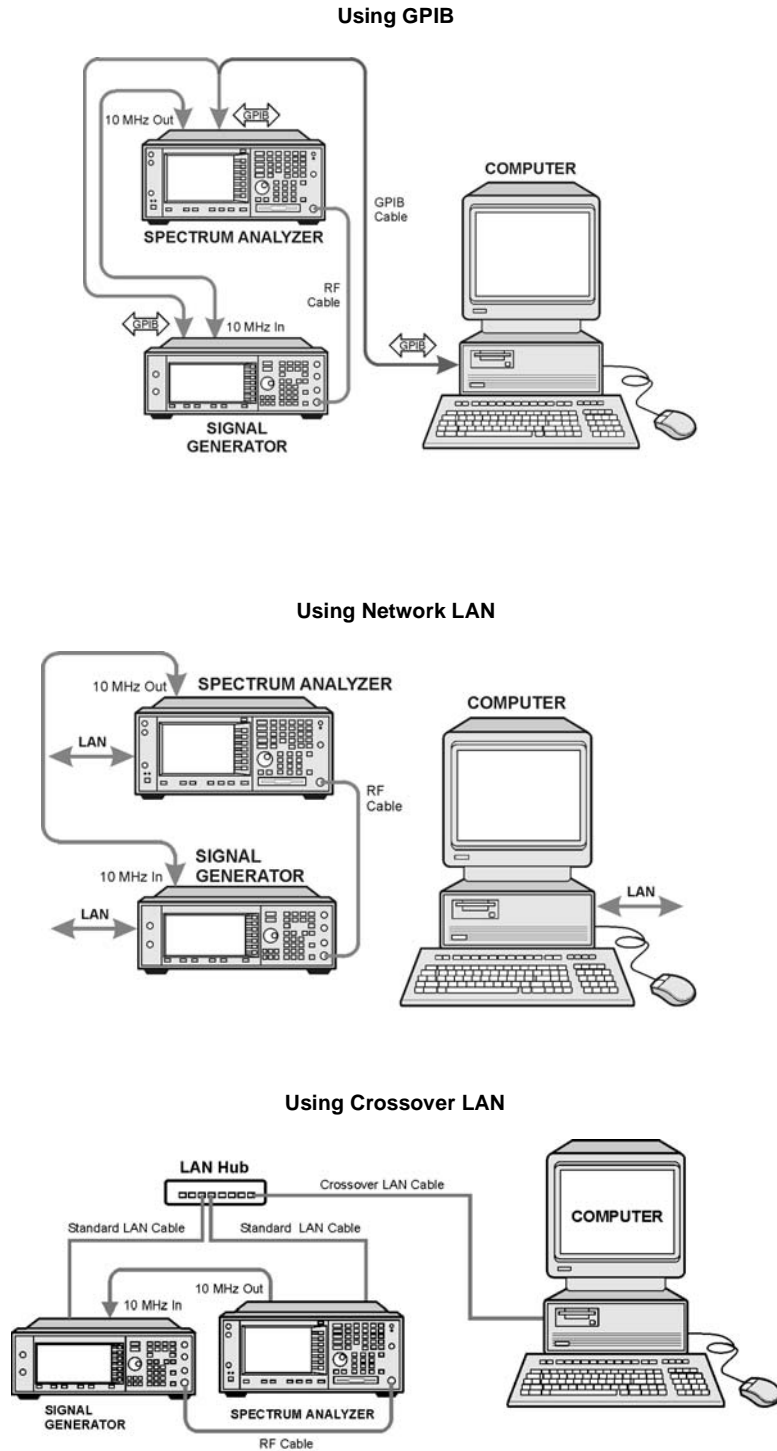 Using GPIB
GPIB
10 MHz Out
COMPUTER
GPIB
Cable
SPECTRUM ANALYZER
RF
Cable
GPIB
10 MHz In
GPIB
SIGNAL
GENERATOR
Using Network LAN
10 MHz Out
SPECTRUM ANALYZER
COMPUTER
LAN
RF
Cable
SIGNAL
GENERATOR
10 MHz In
LAN
LAN
Using Crossover LAN
LAN Hub
Crossover LAN Cable
COMPUTER
Standard LAN Cable
Standard LAN Cable
10 MHz Out
10 MHz In
SIGNAL
GENERATOR
SPECTRUM ANALYZER
RF Cable